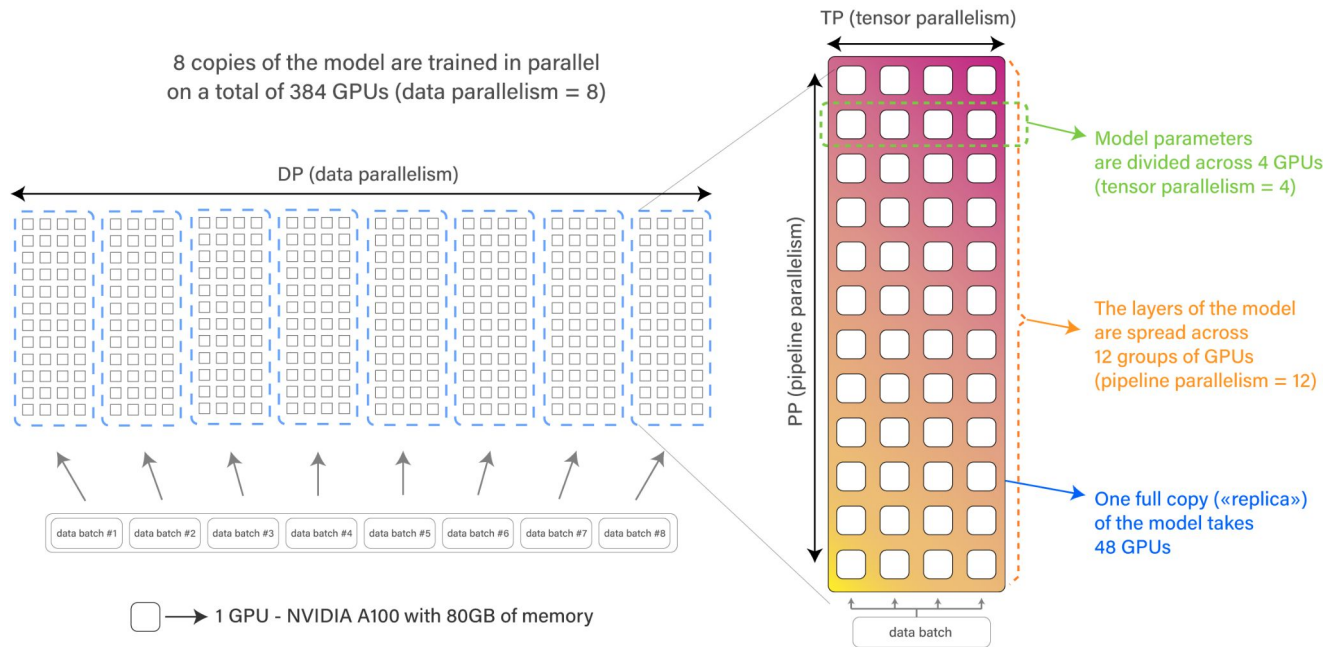 8 copies of the model are trained in parallel
on a total of 384 GPUs (data parallelism = 8)
DP (data parallelism)
data batch #1
data batch #2
data batch #3
data batch #4
data batch #5
data batch #6
data batch #7
data batch #8
1 GPU - NVIDIA A100 with 80GB of memory
TP (tensor parallelism)
PP (pipeline parallelism)
data batch
Model parameters
are divided across 4 GPUs
(tensor parallelism = 4)
The layers of the model
are spread across
12 groups of GPUs
(pipeline parallelism = 12)
One full copy («replica»)
of the model takes
48 GPUs